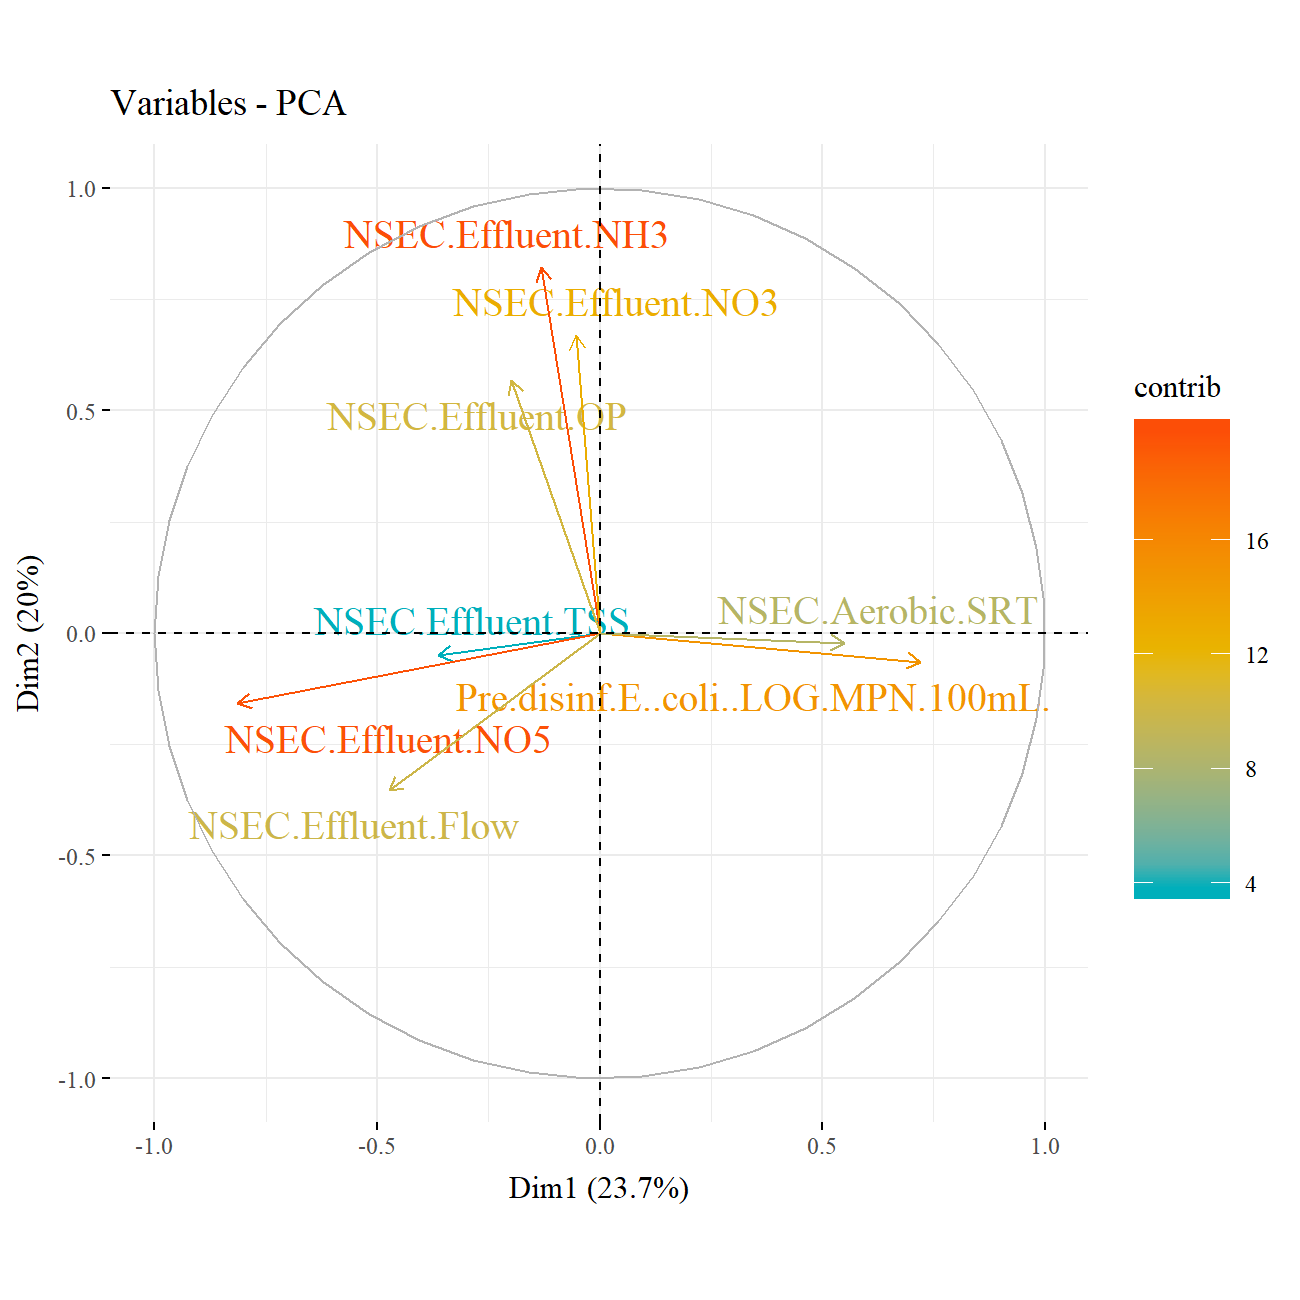 Variables - PCA
NSEC.Effluent.NH3
NSEC.Effluent.NO3
NSEC.Effluent.OP
NSEC.Effluent.TSS
NSEC.Aerobic.SRT
Pre.disinf.E..coli..LOG.MPN.100mL.
NSEC.Effluent.NO5
NSEC.Effluent.Flow
1.0
0.5
0.0
-0.5
-1.0
Dim2 (20%)
-1.0
-0.5
0.0
0.5
1.0
Dim1 (23.7%)
contrib
16
12
8
4